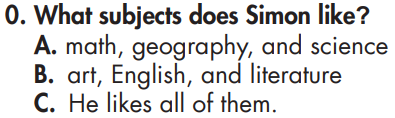 0. What subjects does Simon like?
A. math, geography, and science
B. art, English, and literature
C. He likes all of them.